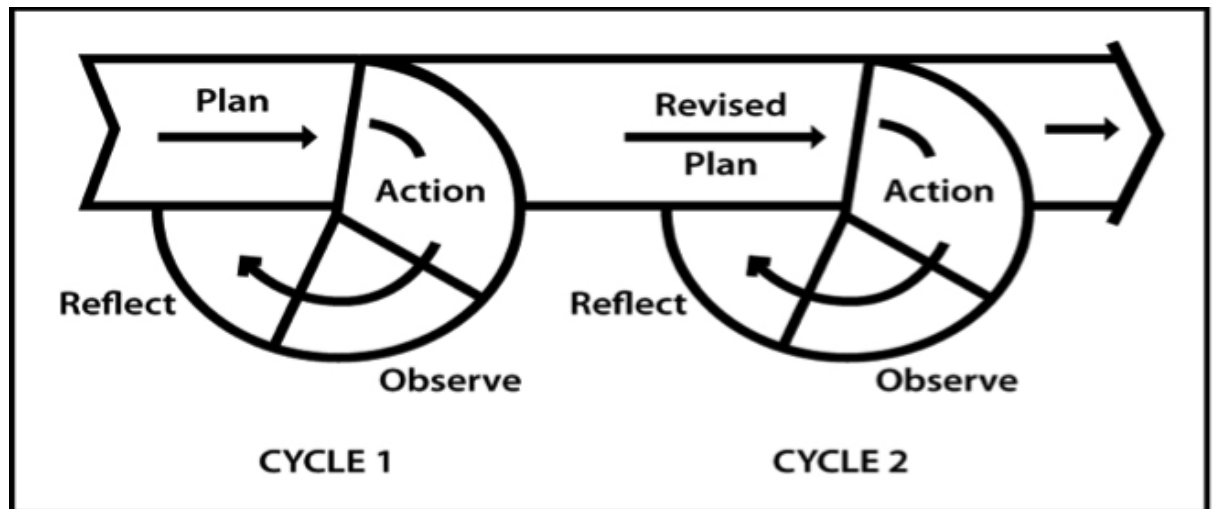 Plan
Action
Reflect
Observe
CYCLE 1
Revised
Plan
Action
Reflect
Observe
CYCLE 2